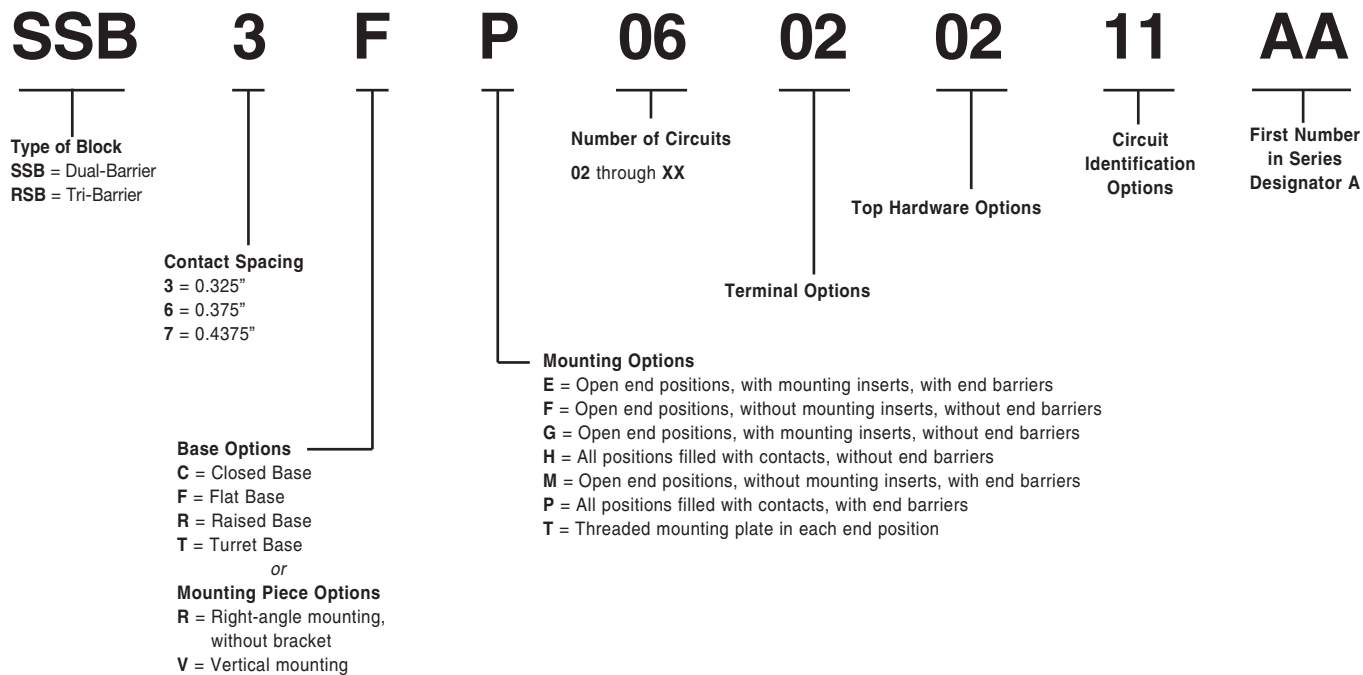 SSB 3 F P 06 02 02 11 AA
Type of Block
SSB = Dual-Barrier
RSB = Tri-Barrier
Contact Spacing
3 = 0.325”
6 = 0.375”
7 = 0.4375”
Base Options
C = Closed Base
F = Flat Base
R = Raised Base
T = Turret Base
or
Mounting Piece Options
R = Right-angle mounting,
without bracket
V = Vertical mounting
Mounting Options
E = Open end positions, with mounting inserts, with end barriers
F = Open end positions, without mounting inserts, without end barriers
G = Open end positions, with mounting inserts, without end barriers
H = All positions filled with contacts, without end barriers
M = Open end positions, without mounting inserts, with end barriers
P = All positions filled with contacts, with end barriers
T = Threaded mounting plate in each end position
Number of Circuits
02 through XX
Terminal Options
Top Hardware Options
Circuit
Identification
Options
First Number
in Series
Designator A